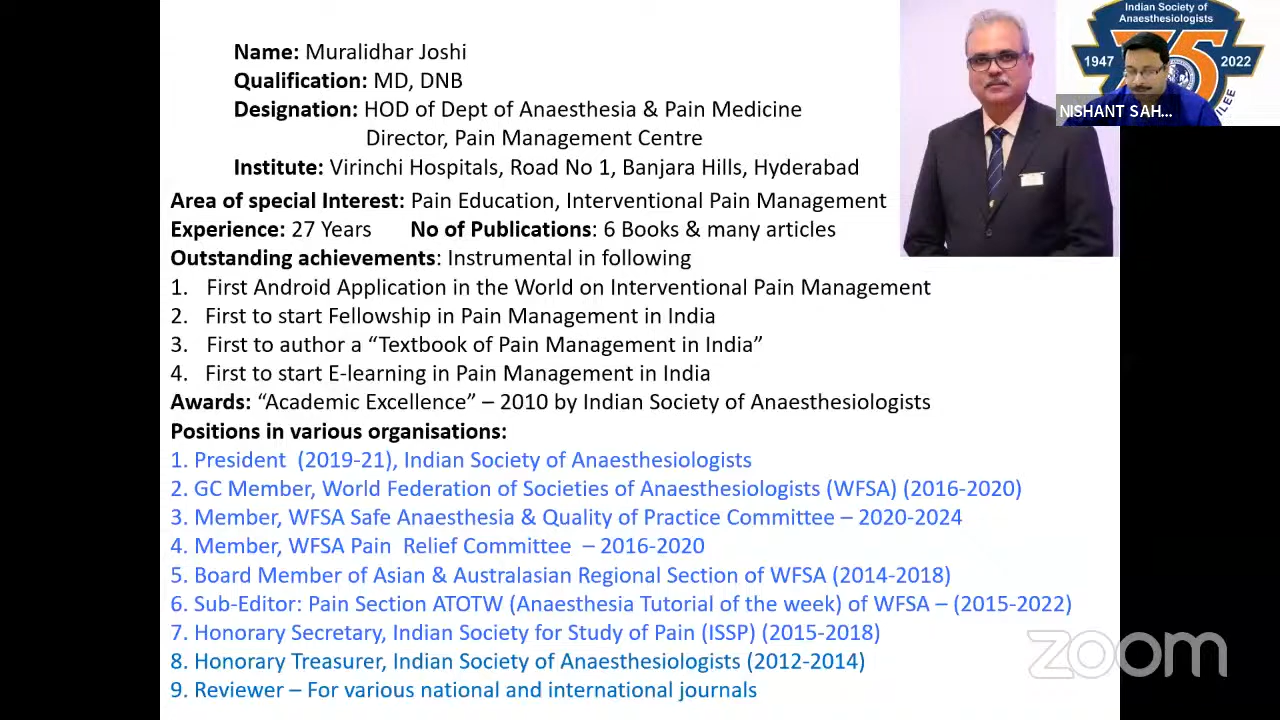 Name: Muralidhar Joshi
Qualification: MD, DNB
Designation: HOD of Dept of Anaesthesia & Pain Medicine
Director, Pain Management Centre
Institute: Virinchi Hospitals, Road No 1, Banjara Hills, Hyderabad
Area of special Interest: Pain Education, Interventional Pain Management
Experience: 27 Years No of Publications: 6 Books & many articles
Outstanding achievements: Instrumental in following
1. First Android Application in the World on Interventional Pain Management
2. First to start Fellowship in Pain Management in India
3. First to author a “Textbook of Pain Management in India”
4. First to start E-learning in Pain Management in India
Awards: “Academic Excellence” – 2010 by Indian Society of Anaesthesiologists
Positions in various organisations:
1. President (2019-21), Indian Society of Anaesthesiologists
2. GC Member, World Federation of Societies of Anaesthesiologists (WFSA) (2016-2020)
3. Member, WFSA Safe Anaesthesia & Quality of Practice Committee – 2020-2024
4. Member, WFSA Pain Relief Committee – 2016-2020
5. Board Member of Asian & Australasian Regional Section of WFSA (2014-2018)
6. Sub-Editor: Pain Section ATOTW (Anaesthesia Tutorial of the week) of WFSA – (2015-2022)
7. Honorary Secretary, Indian Society for Study of Pain (ISSP) (2015-2018)
8. Honorary Treasurer, Indian Society of Anaesthesiologists (2012-2014)
9. Reviewer – For various national and international journals
Indian Society of
Anaesthesiologists
1947 75 2022
NISHANT SAH...
zoom